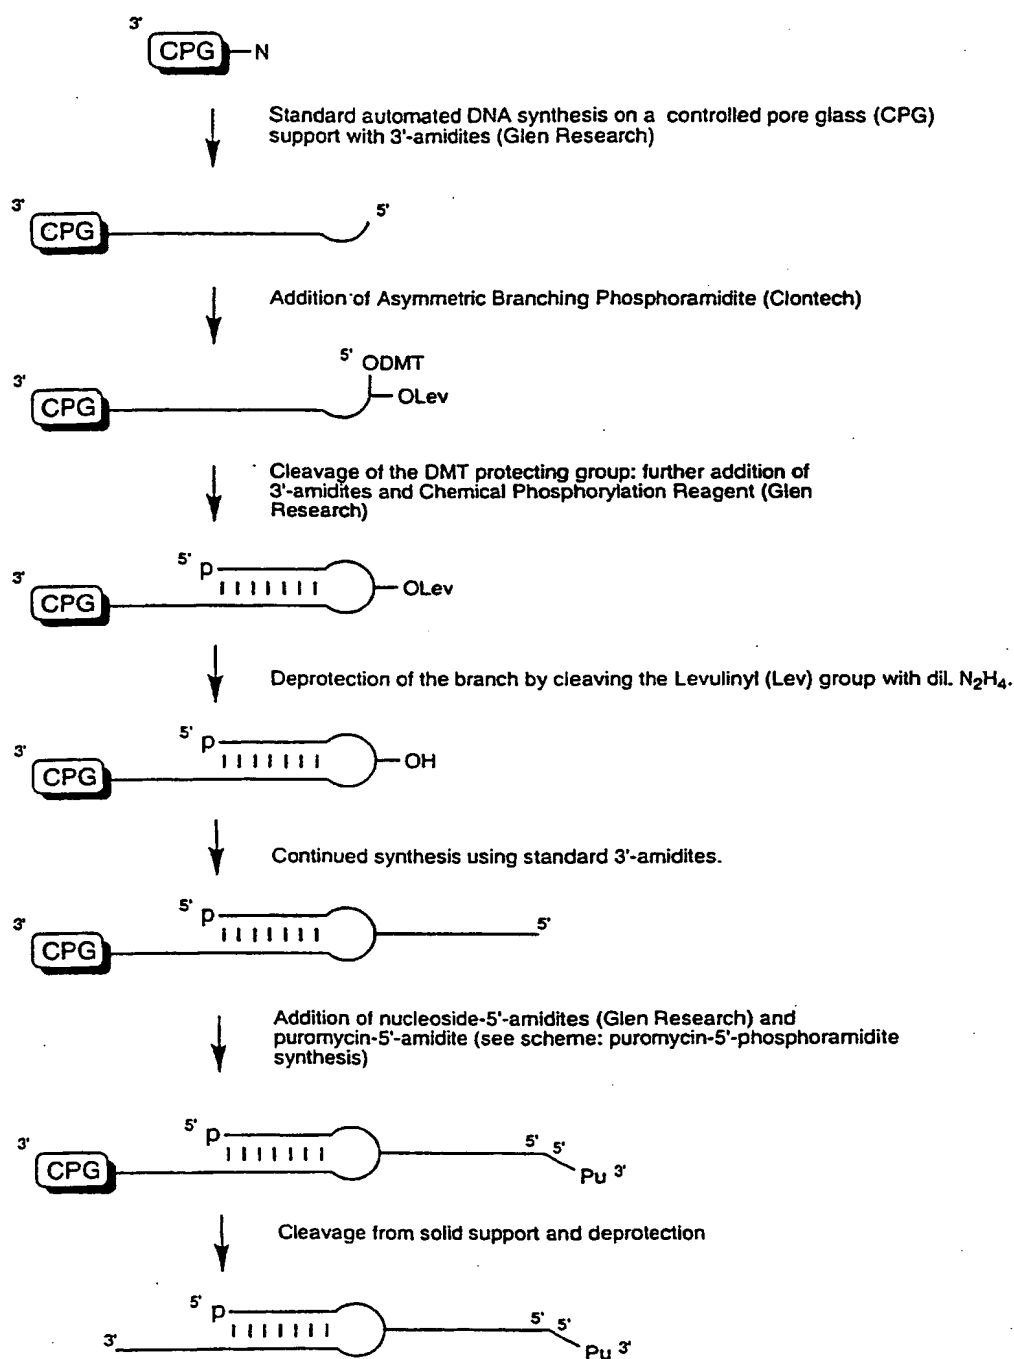 3'
CPG N
Standard automated DNA synthesis on a controlled pore glass (CPG)
support with 3'-amidites (Glen Research)
3' 5'
CPG
Addition of Asymmetric Branching Phosphoramidite (Clontech)
5' ODMT
3' OLev
CPG
Cleavage of the DMT protecting group: further addition of
3'-amidites and Chemical Phosphorylation Reagent (Glen
Research)
5' p
3' OLev
CPG
Deprotection of the branch by cleaving the Levulinyl (Lev) group with dil. N₂H₄.
5' p
3' OH
CPG
Continued synthesis using standard 3'-amidites.
5' p
3' 5'
CPG
Addition of nucleoside-5'-amidites (Glen Research) and
puromycin-5'-amidite (see scheme: puromycin-5'-phosphoramidite
synthesis)
5' p
3' 5' 5'
CPG Pu 3'
Cleavage from solid support and deprotection
5' p
3' 5' 5'
Pu 3'